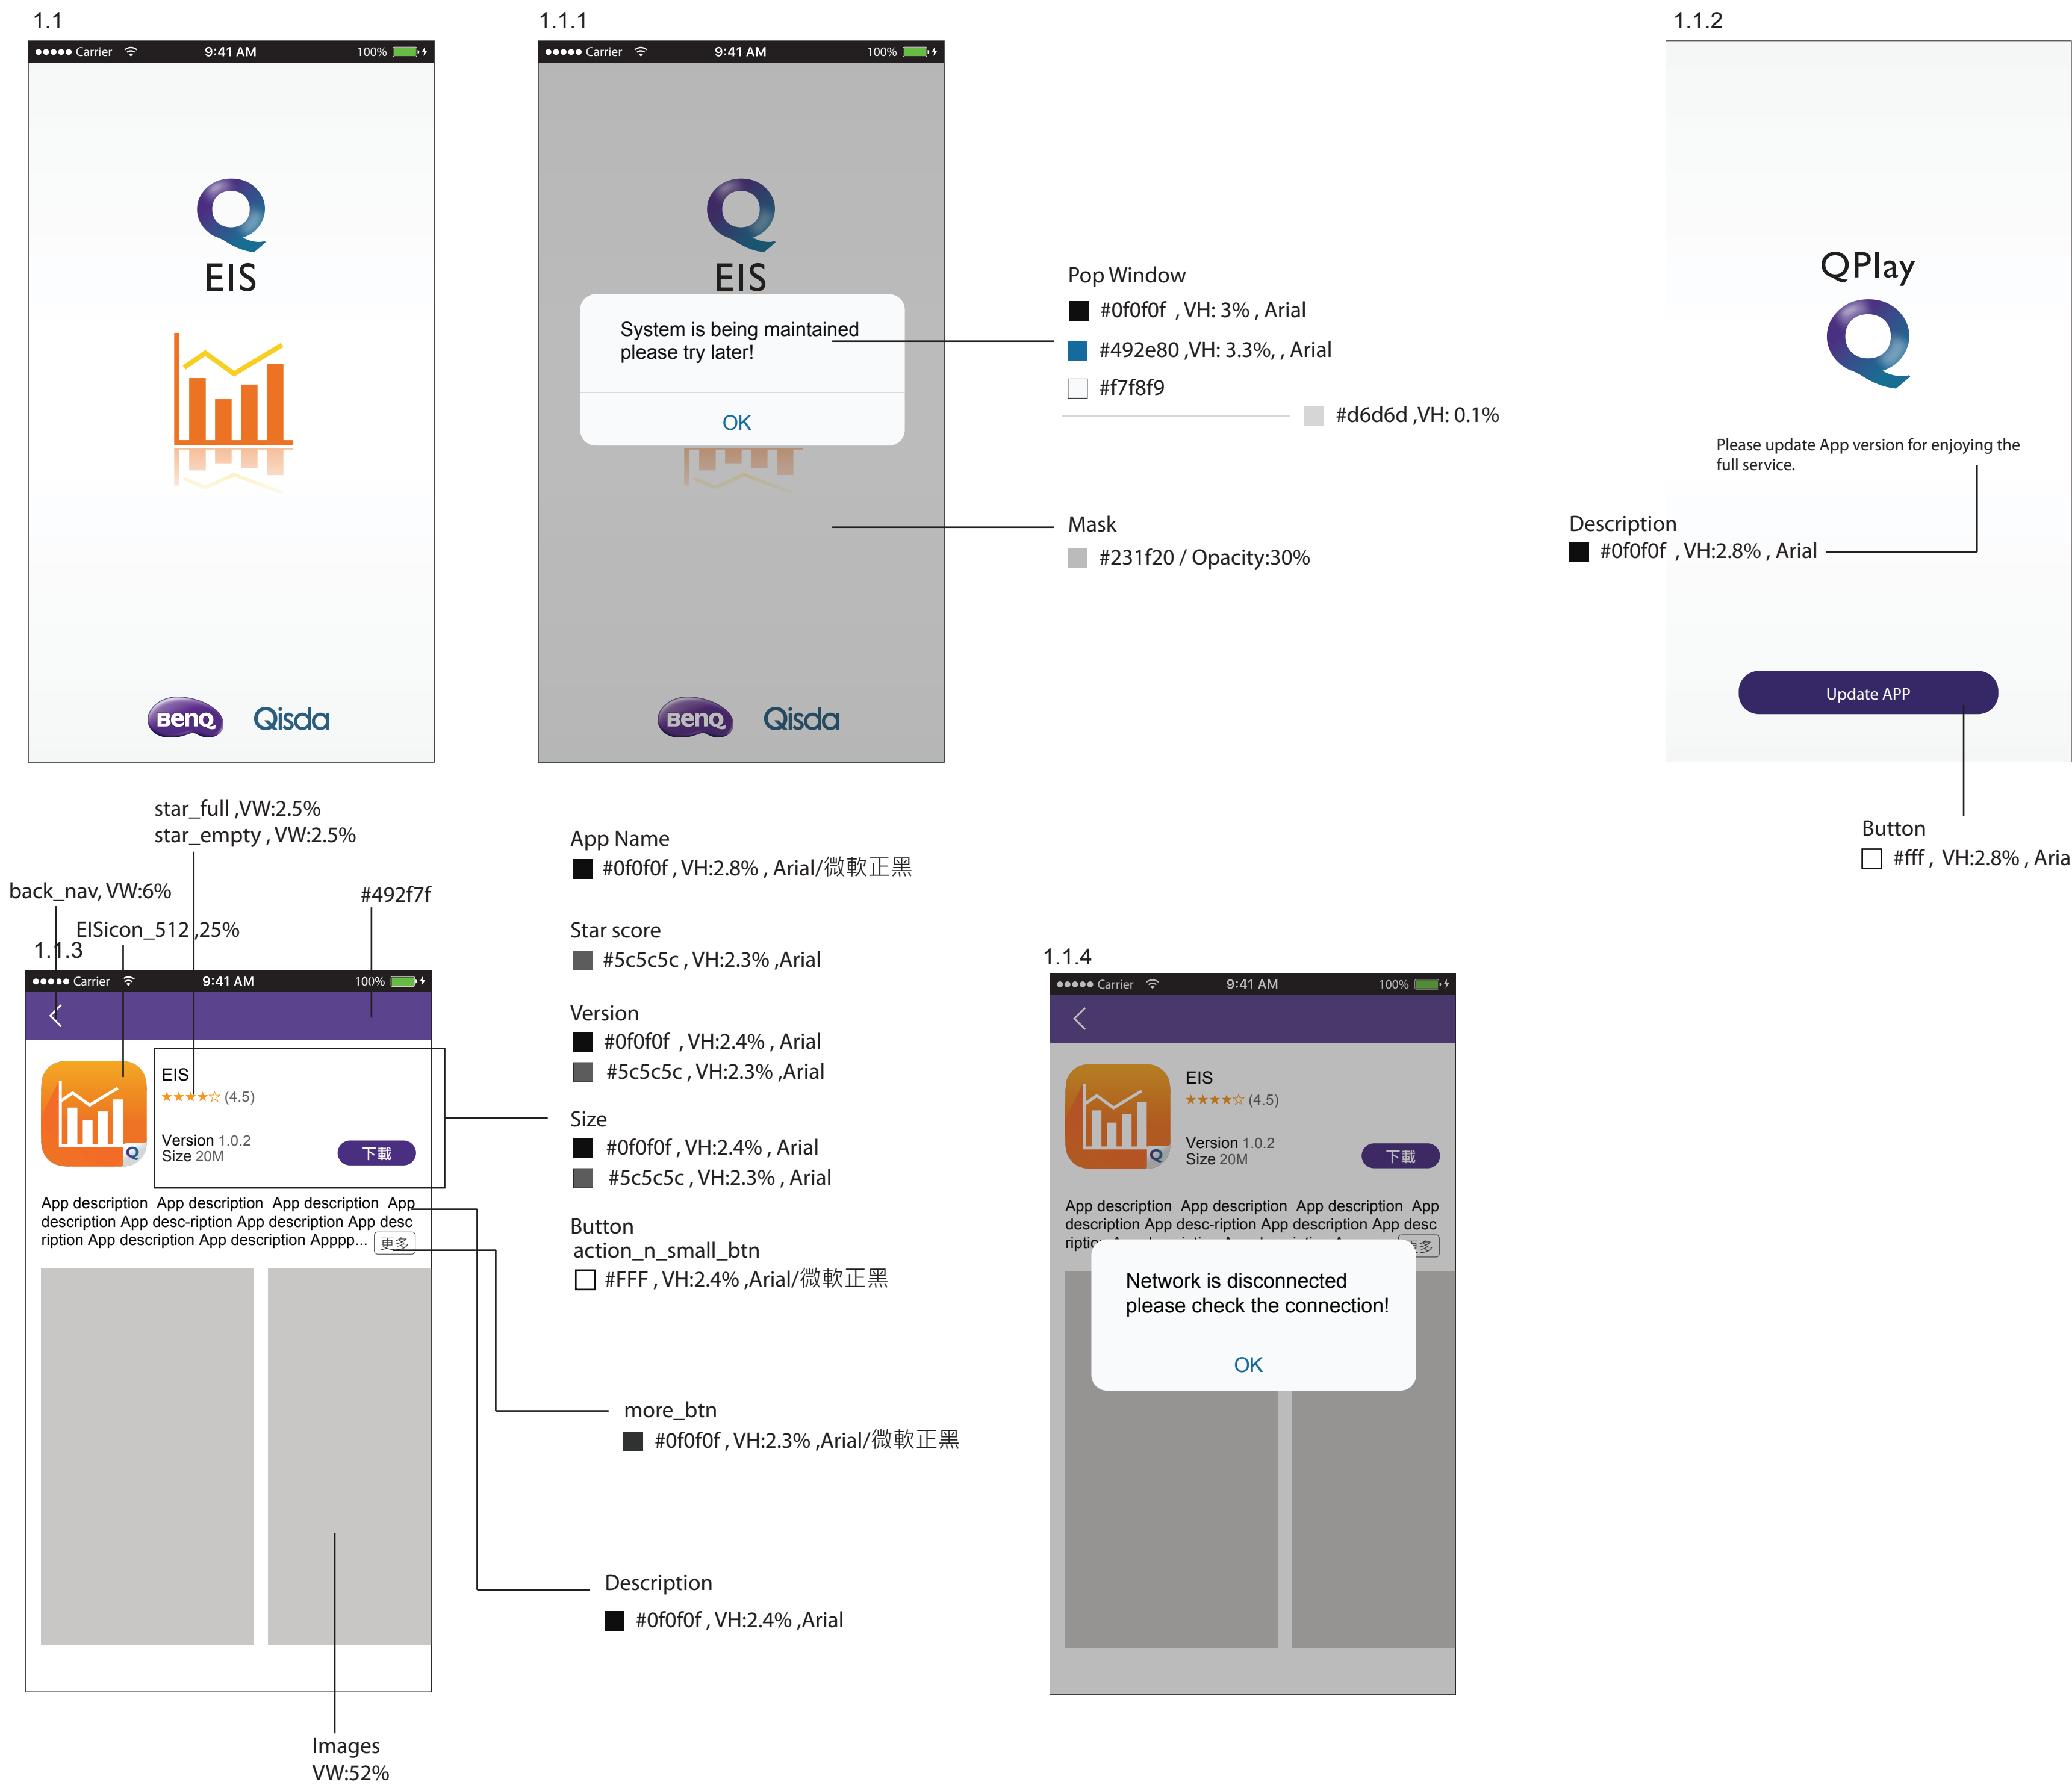 1.1
●●●●● Carrier 9:41 AM 100%
Q
EIS
BenQ Qisda
1.1.1
●●●●● Carrier 9:41 AM 100%
Q
EIS
System is being maintained
please try later!
OK
BenQ Qisda
Pop Window
#0f0f0f , VH: 3% , Arial
#492e80 ,VH: 3.3%, , Arial
#f7f8f9
#d6d6d ,VH: 0.1%
Mask
#231f20 / Opacity:30%
1.1.2
QPlay
Q
Please update App version for enjoying the
full service.
Description
#0f0f0f , VH:2.8% , Arial
Update APP
Button
#fff , VH:2.8% , Aria
star_full ,VW:2.5%
star_empty , VW:2.5%
back_nav, VW:6%
#492f7f
EISicon_512 ,25%
1.1.3
●●●●● Carrier 9:41 AM 100%
EIS
★★★★☆ (4.5)
Version 1.0.2
Size 20M
下載
Q
App description App description App description App
description App desc-ription App description App desc
ription App description App description Apppp... 更多
Images
VW:52%
App Name
#0f0f0f , VH:2.8% , Arial/微軟正黑
Star score
#5c5c5c , VH:2.3% ,Arial
Version
#0f0f0f , VH:2.4% , Arial
#5c5c5c , VH:2.3% ,Arial
Size
#0f0f0f , VH:2.4% , Arial
#5c5c5c , VH:2.3% , Arial
Button
action_n_small_btn
#FFF , VH:2.4% ,Arial/微軟正黑
more_btn
#0f0f0f , VH:2.3% ,Arial/微軟正黑
Description
#0f0f0f , VH:2.4% ,Arial
1.1.4
●●●●● Carrier 9:41 AM 100%
EIS
★★★★☆ (4.5)
Version 1.0.2
Size 20M
下載
Q
App description App description App description App
description App desc-ription App description App desc
更多
Network is disconnected
please check the connection!
OK